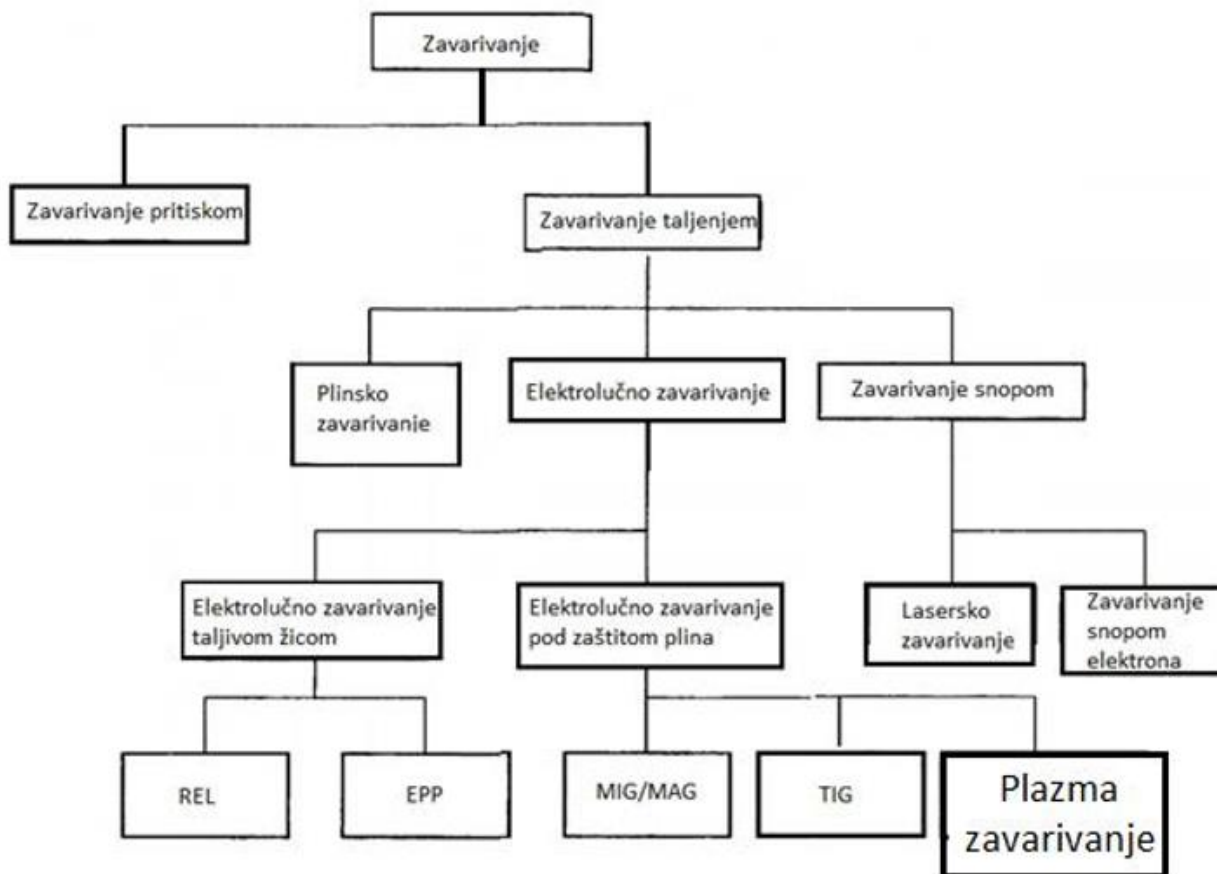 Zavarivanje
Zavarivanje pritiskom
Zavarivanje taljenjem
Plinsko
zavarivanje
Elektrolučno zavarivanje
Zavarivanje snopom
Elektrolučno zavarivanje
taljivom žicom
Elektrolučno zavarivanje
pod zaštitom plina
Lasersko
zavarivanje
Zavarivanje
snopom
elektrona
REL
EPP
MIG/MAG
TIG
Plazma
zavarivanje